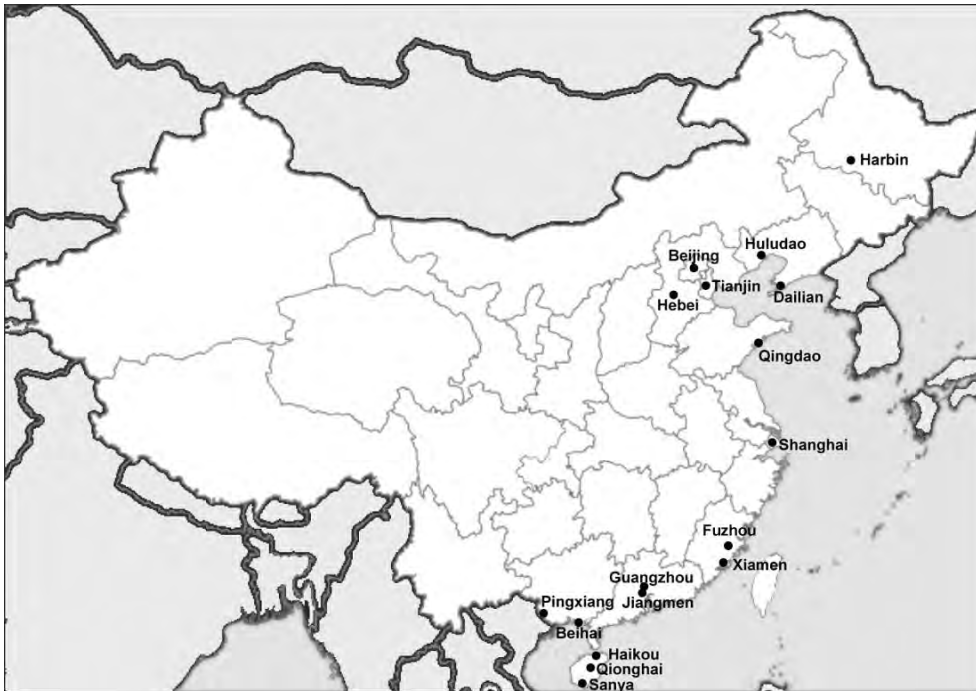 Harbin
Huludao
Beijing
Tianjin
Dailian
Hebei
Qingdao
Shanghai
Fuzhou
Xiamen
Guangzhou
Jiangmen
Pingxiang
Beihai
Haikou
Qionghai
Sanya